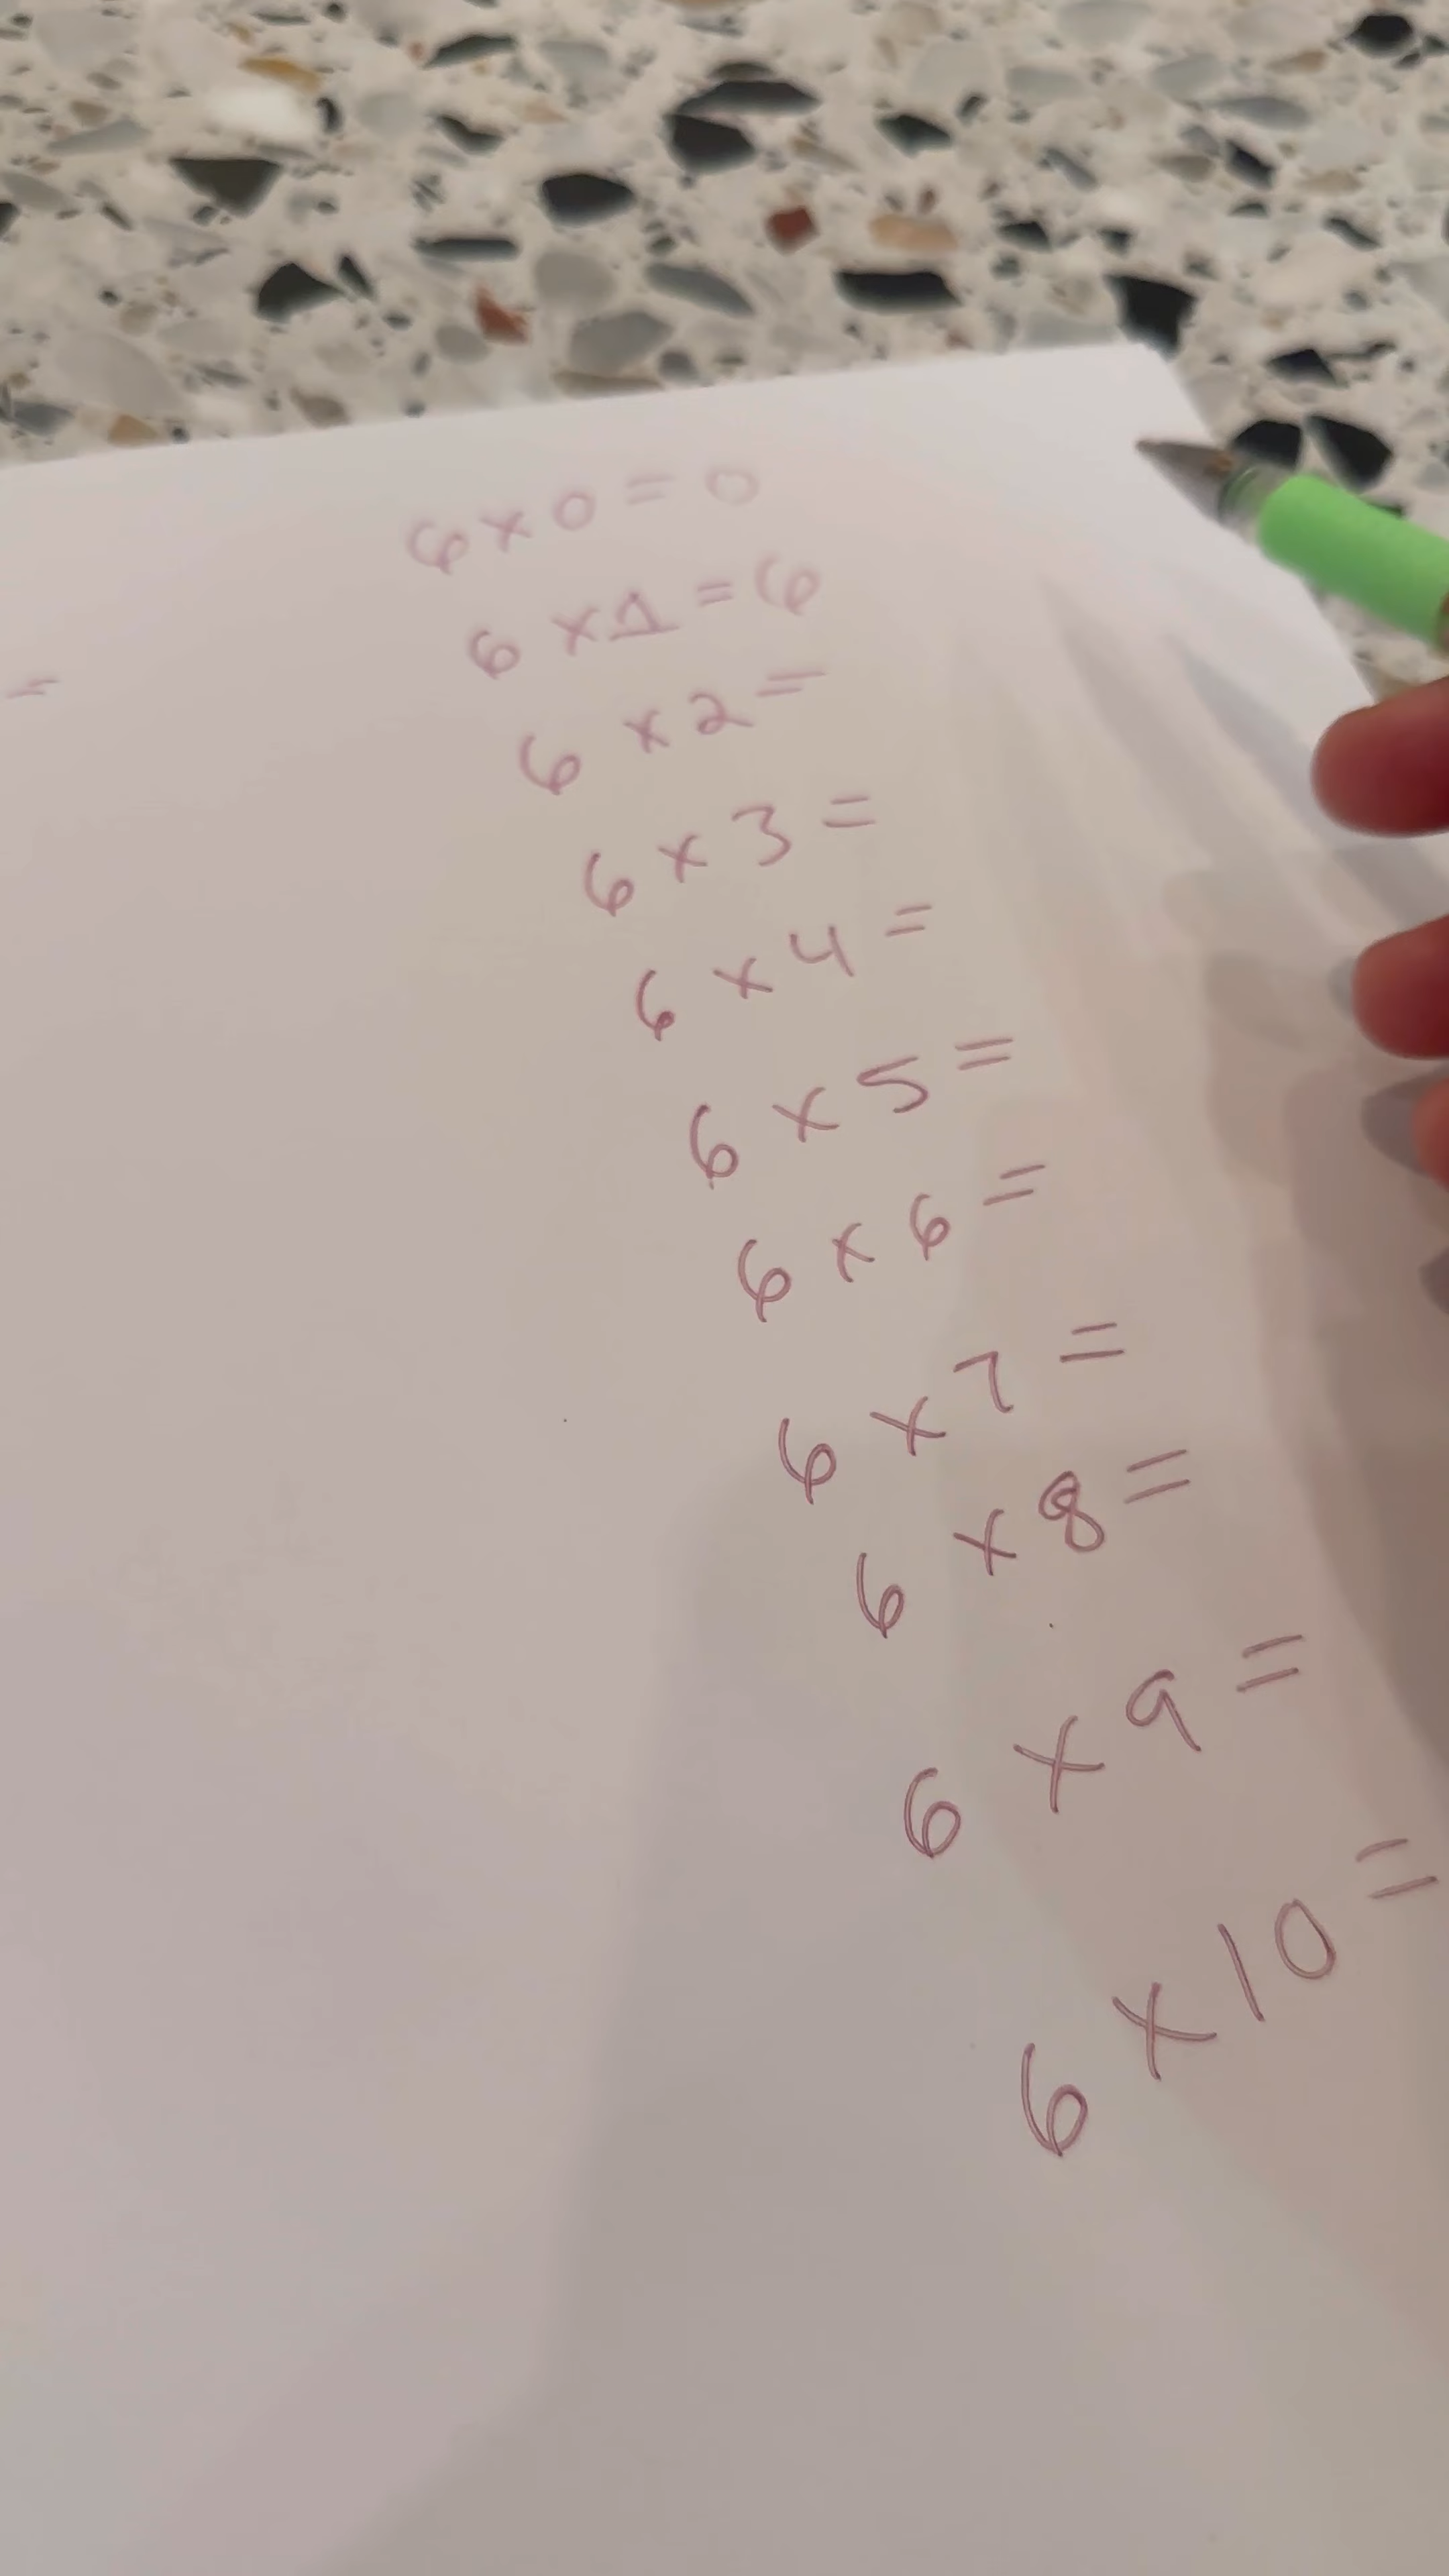 6 x 0 = 0
6 x 1 = 6
=
6 x 2 =
6 x 3 =
6 x 4 =
6 x 5 =
6 x 6 =
6 x 7 =
6 x 8 =
6 x 9 =
6 x 10 =